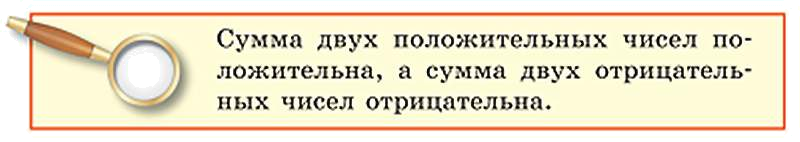 Сумма двух положительных чисел по-
ложительна, а сумма двух отрицатель-
ных чисел отрицательна.